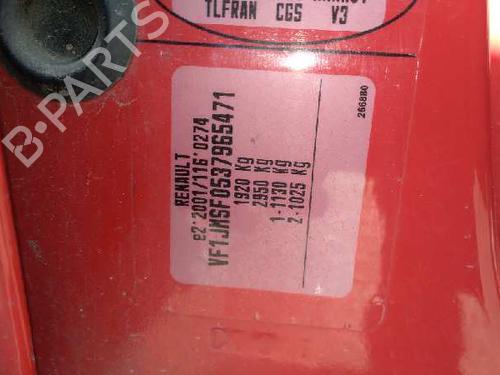 TLFRAN CGS V3
RENAULT
e2*2001/116*0274
VF1JMSF0537965471
1920 Kg
2950 Kg
1-1130 Kg
2-1025 Kg
266880
B-PARTS